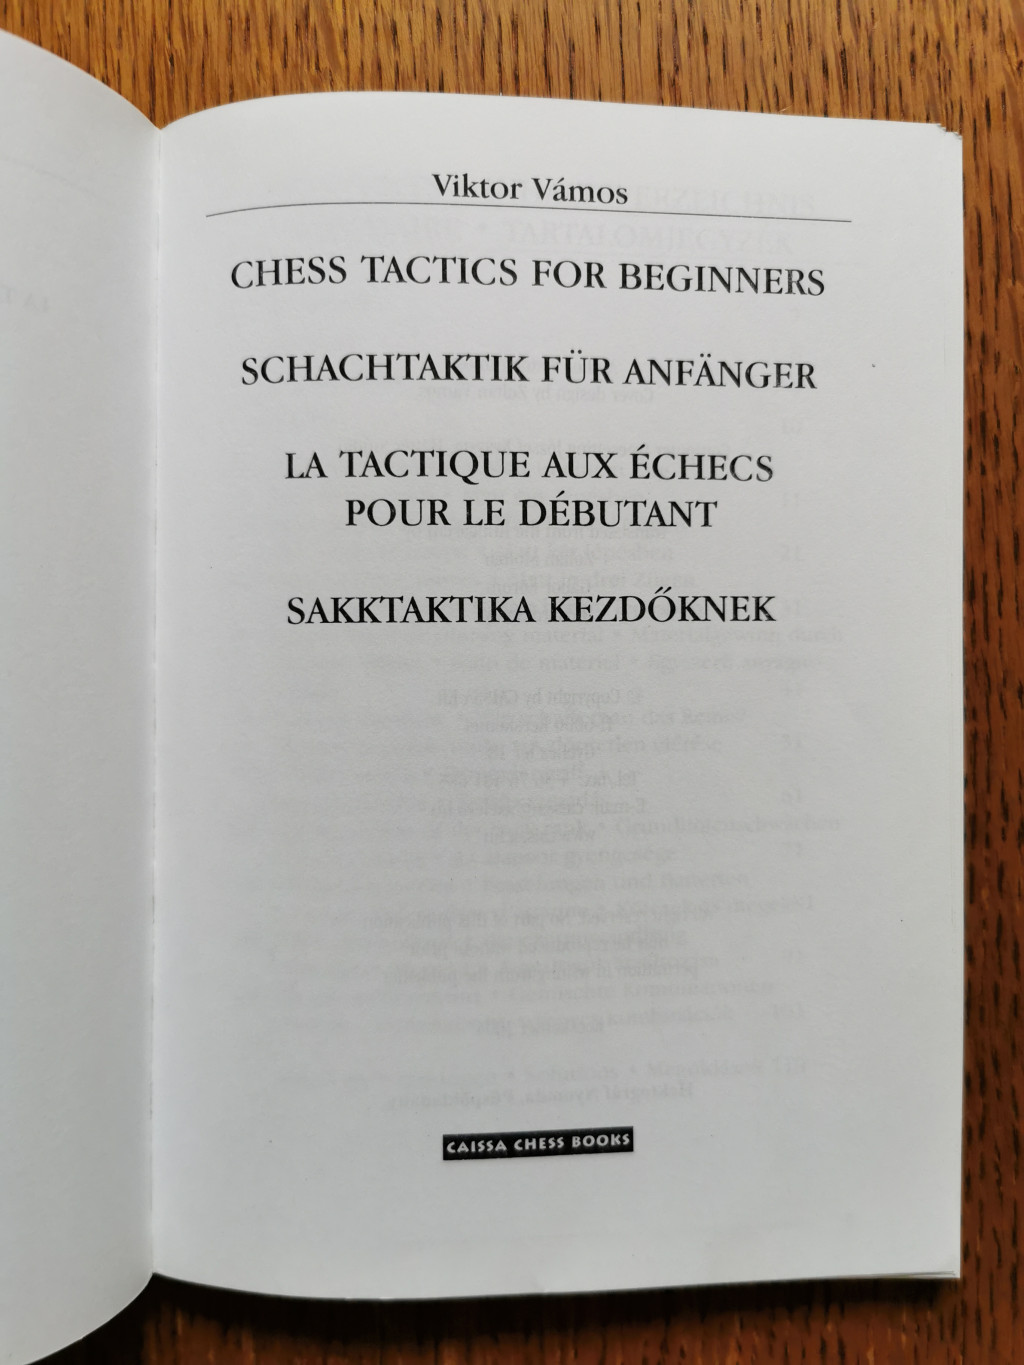 Viktor Vámos
CHESS TACTICS FOR BEGINNERS
SCHACHTAKTIK FÜR ANFÄNGER
LA TACTIQUE AUX ÉCHECS
POUR LE DÉBUTANT
SAKKTAKTIKA KEZDŐKNEK
CAISSA CHESS BOOKS